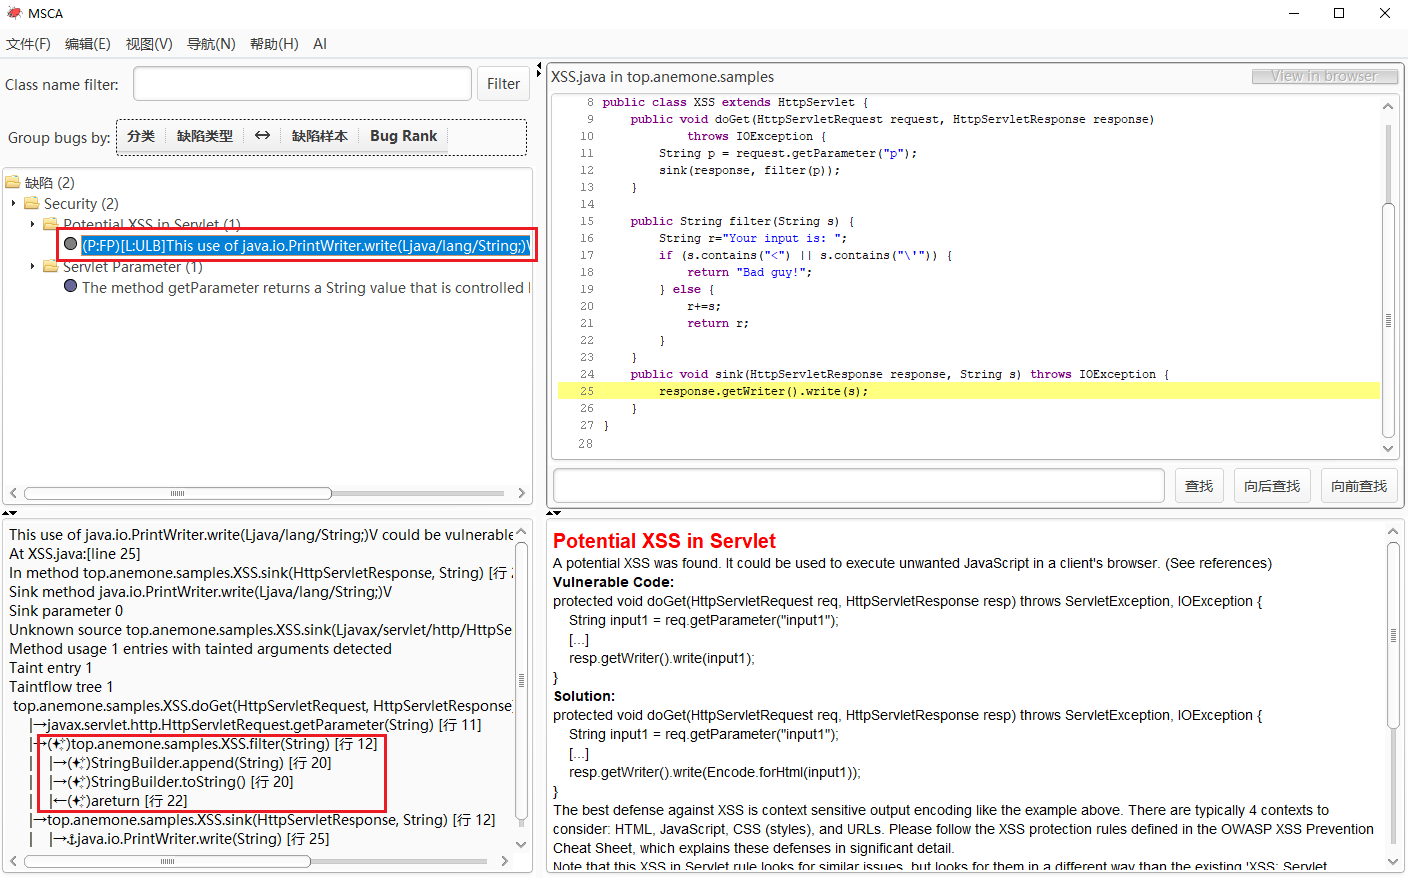 MSCA
文件(F) 编辑(E) 视图(V) 导航(N) 帮助(H) AI
Class name filter:
Filter
Group bugs by: 分类 缺陷类型 缺陷样本 Bug Rank
缺陷 (2)
Security (2)
Potential XSS in Servlet (1)
(P:FP)[L:ULB]This use of java.io.PrintWriter.write(Ljava/lang/String;)V
Servlet Parameter (1)
The method getParameter returns a String value that is controlled
XSS.java in top.anemone.samples
View in browser
8 public class XSS extends HttpServlet {
9 public void doGet(HttpServletRequest request, HttpServletResponse response)
10 throws IOException {
11 String p = request.getParameter("p");
12 sink(response, filter(p));
13 }
14
15 public String filter(String s) {
16 String r="Your input is: ";
17 if (s.contains("<") || s.contains("\'")) {
18 return "Bad guy!";
19 } else {
20 r+=s;
21 return r;
22 }
23 }
24 public void sink(HttpServletResponse response, String s) throws IOException {
25 response.getWriter().write(s);
26 }
27 }
28
查找 向后查找 向前查找
This use of java.io.PrintWriter.write(Ljava/lang/String;)V could be vulnerable
At XSS.java:[line 25]
In method top.anemone.samples.XSS.sink(HttpServletResponse, String) [行
Sink method java.io.PrintWriter.write(Ljava/lang/String;)V
Sink parameter 0
Unknown source top.anemone.samples.XSS.sink(Ljavax/servlet/http/HttpSe
Method usage 1 entries with tainted arguments detected
Taint entry 1
Taintflow tree 1
top.anemone.samples.XSS.doGet(HttpServletRequest, HttpServletResponse)
|→javax.servlet.http.HttpServletRequest.getParameter(String) [行 11]
|→(✨)top.anemone.samples.XSS.filter(String) [行 12]
| |→(✨)StringBuilder.append(String) [行 20]
| |→(✨)StringBuilder.toString() [行 20]
| |←(✨)areturn [行 22]
|→top.anemone.samples.XSS.sink(HttpServletResponse, String) [行 12]
| |→⚓java.io.PrintWriter.write(String) [行 25]
Potential XSS in Servlet
A potential XSS was found. It could be used to execute unwanted JavaScript in a client's browser. (See references)
Vulnerable Code:
protected void doGet(HttpServletRequest req, HttpServletResponse resp) throws ServletException, IOException {
String input1 = req.getParameter("input1");
[...]
resp.getWriter().write(input1);
}
Solution:
protected void doGet(HttpServletRequest req, HttpServletResponse resp) throws ServletException, IOException {
String input1 = req.getParameter("input1");
[...]
resp.getWriter().write(Encode.forHtml(input1));
}
The best defense against XSS is context sensitive output encoding like the example above. There are typically 4 contexts to
consider: HTML, JavaScript, CSS (styles), and URLs. Please follow the XSS protection rules defined in the OWASP XSS Prevention
Cheat Sheet, which explains these defenses in significant detail.
Note that this XSS in Servlet rule looks for similar issues, but looks for them in a different way than the existing 'XSS: Servlet